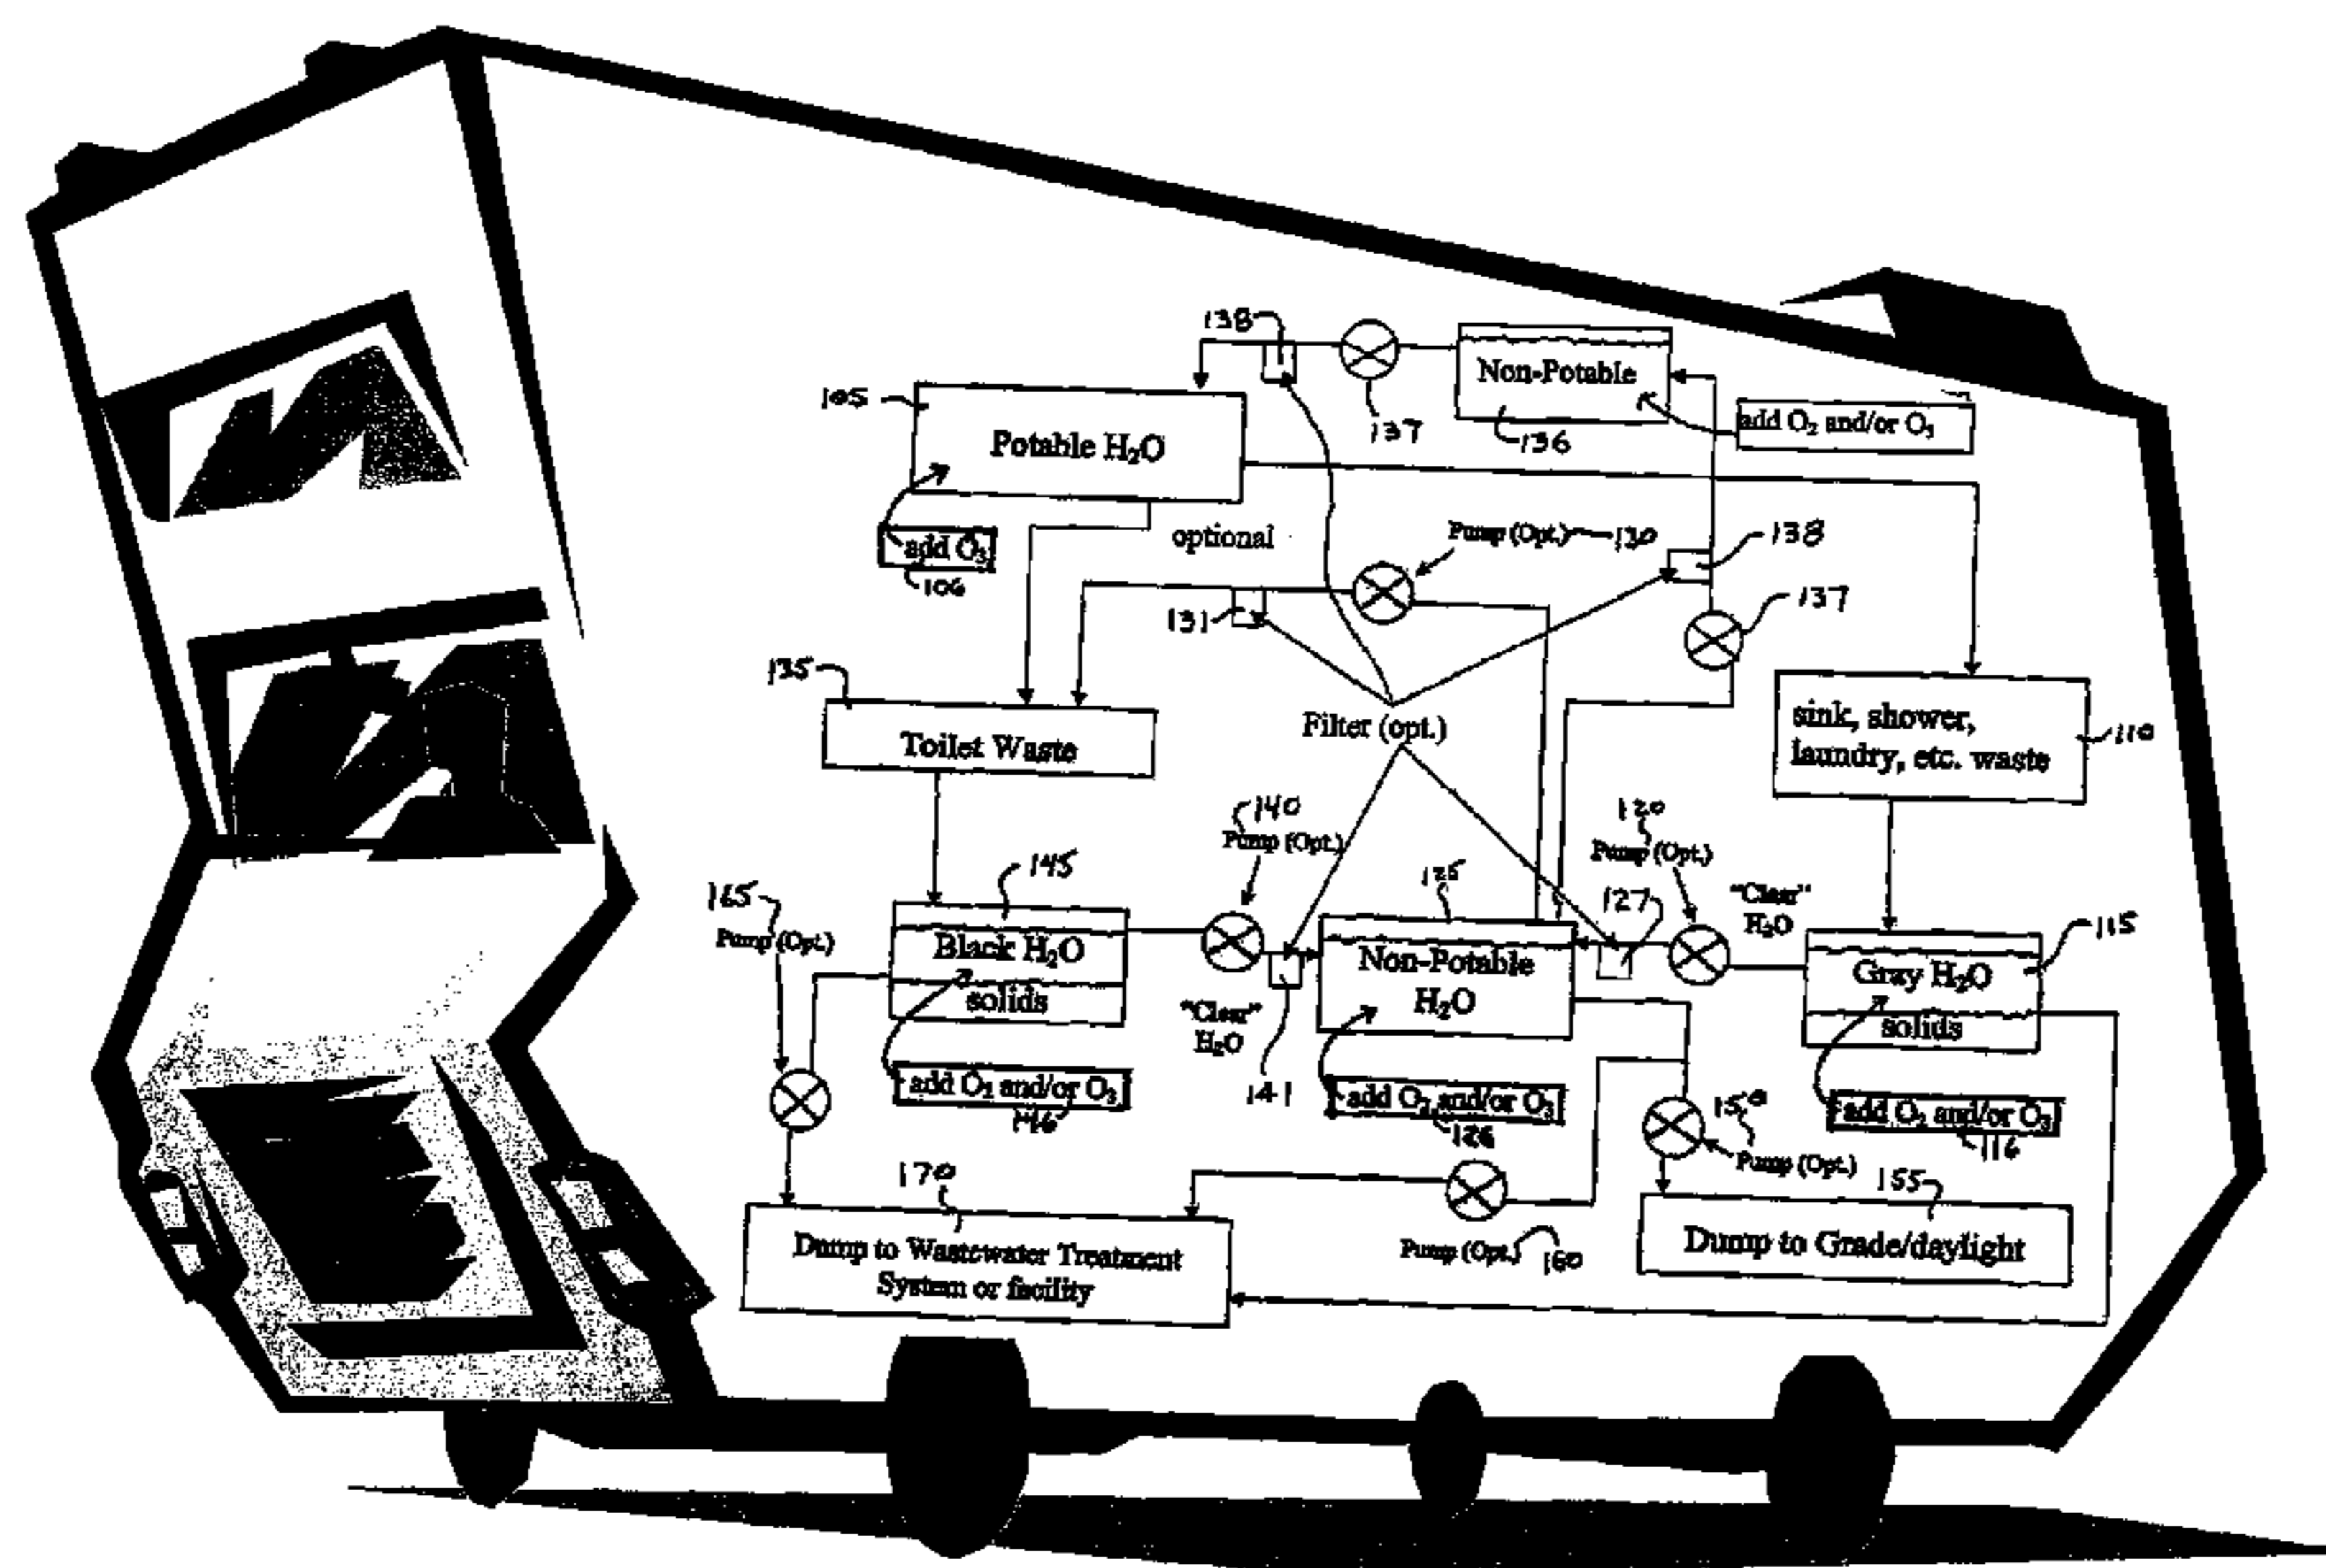 138
Non-Potable
105
137
136
add O₂ and/or O₃
Potable H₂O
optional
Pump (Opt.)
130
138
add O₃
106
131
137
135
Filter (opt.)
sink, shower,
laundry, etc. waste
110
Toilet Waste
140
Pump (Opt.)
120
Pump (Opt.)
145
125
127
"Clear"
H₂O
165
Pump (Opt.)
115
Black H₂O
solids
Non-Potable
H₂O
Gray H₂O
solids
"Clear"
H₂O
141
add O₂ and/or O₃
146
add O₂ and/or O₃
126
150
Pump (Opt.)
add O₂ and/or O₃
116
170
155
Dump to Wastewater Treatment
System or facility
Pump (Opt.)
160
Dump to Grade/daylight